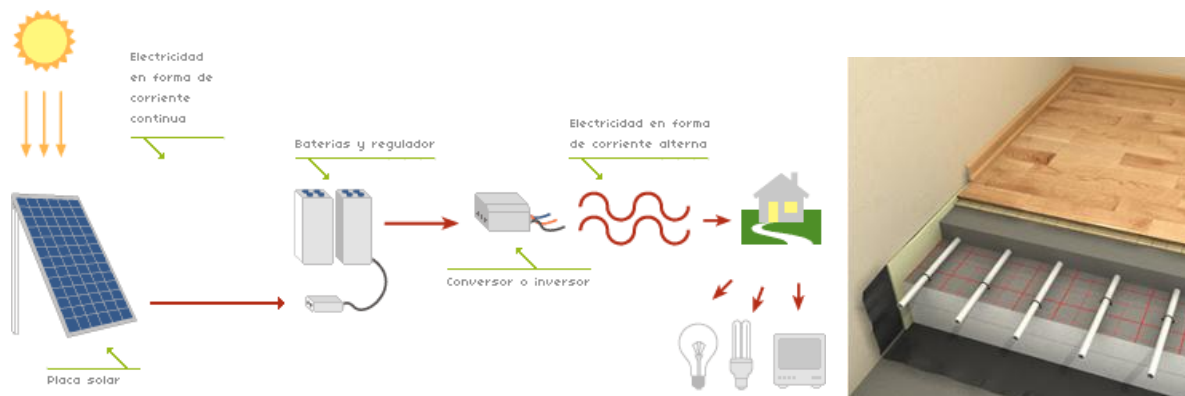 Electricidad
en forma de
corriente
continua
Baterias y regulador
Electricidad en forma
de corriente alterna
Conversor o inversor
Placa solar